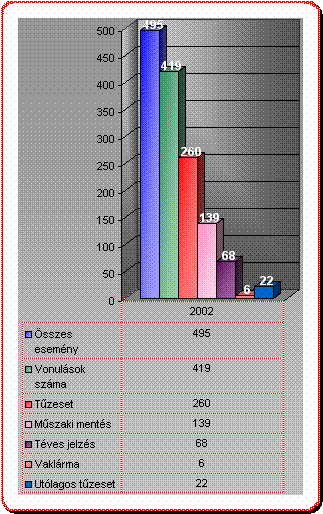 500
450
400
350
300
250
200
150
100
50
0
495
419
260
139
68
6
22
2002
Összes esemény 495
Vonulások száma 419
Tűzeset 260
Műszaki mentés 139
Téves jelzés 68
Vaklárma 6
Utólagos tűzeset 22